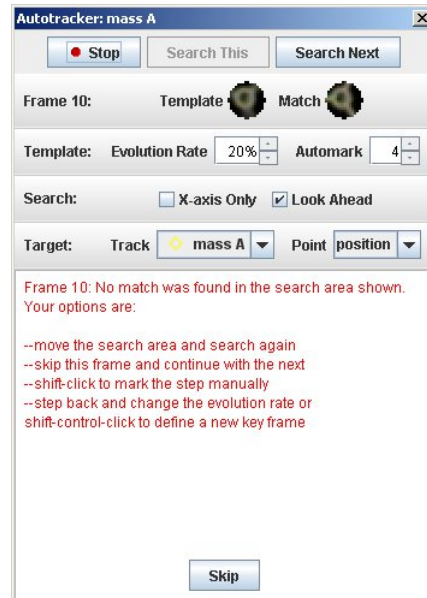 Autotracker: mass A
Stop Search This Search Next
Frame 10: Template Match
Template: Evolution Rate 20% Automark 4
Search: X-axis Only Look Ahead
Target: Track mass A Point position
Frame 10: No match was found in the search area shown.
Your options are:
--move the search area and search again
--skip this frame and continue with the next
--shift-click to mark the step manually
--step back and change the evolution rate or
shift-control-click to define a new key frame
Skip